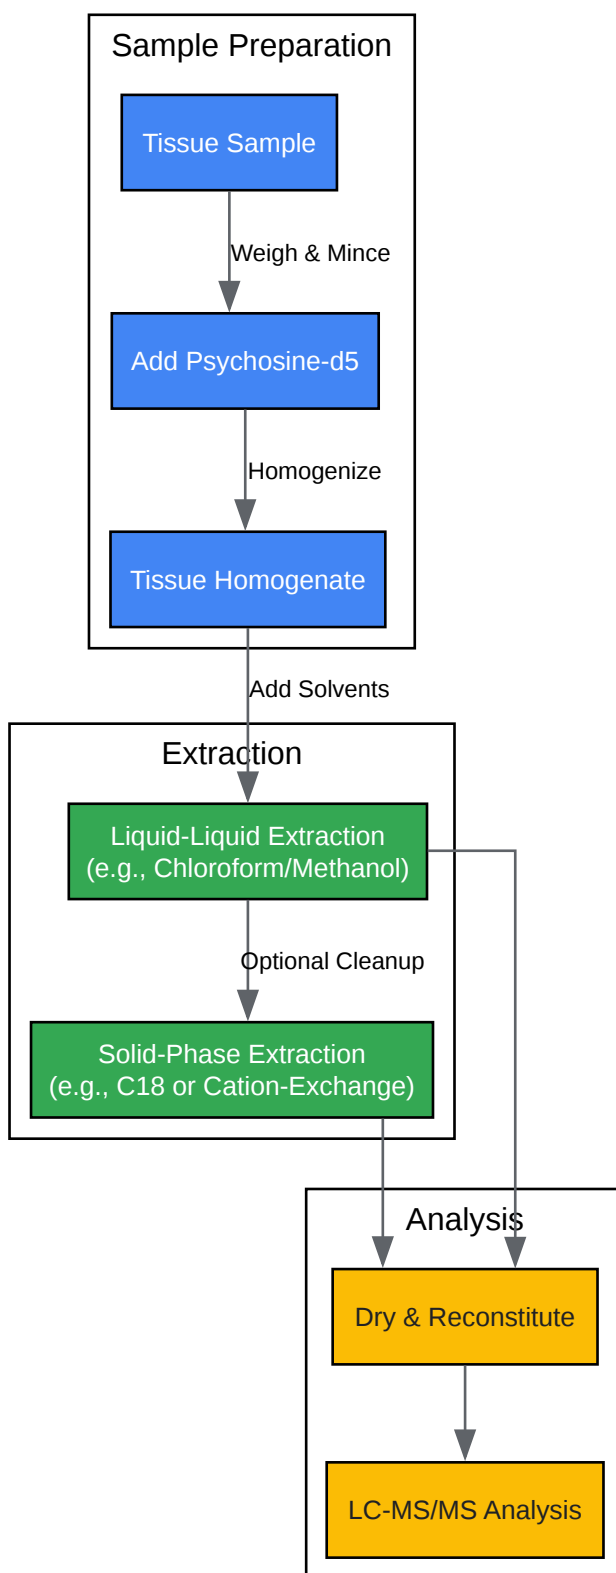 Sample Preparation
Tissue Sample
Weigh & Mince
Add Psychosine-d5
Homogenize
Tissue Homogenate
Add Solvents
Extraction
Liquid-Liquid Extraction
(e.g., Chloroform/Methanol)
Optional Cleanup
Solid-Phase Extraction
(e.g., C18 or Cation-Exchange)
Analysis
Dry & Reconstitute
LC-MS/MS Analysis